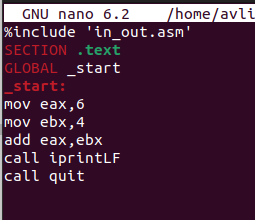 GNU nano 6.2 /home/avli
%include 'in_out.asm'
SECTION .text
GLOBAL _start
_start:
mov eax,6
mov ebx,4
add eax,ebx
call iprintLF
call quit